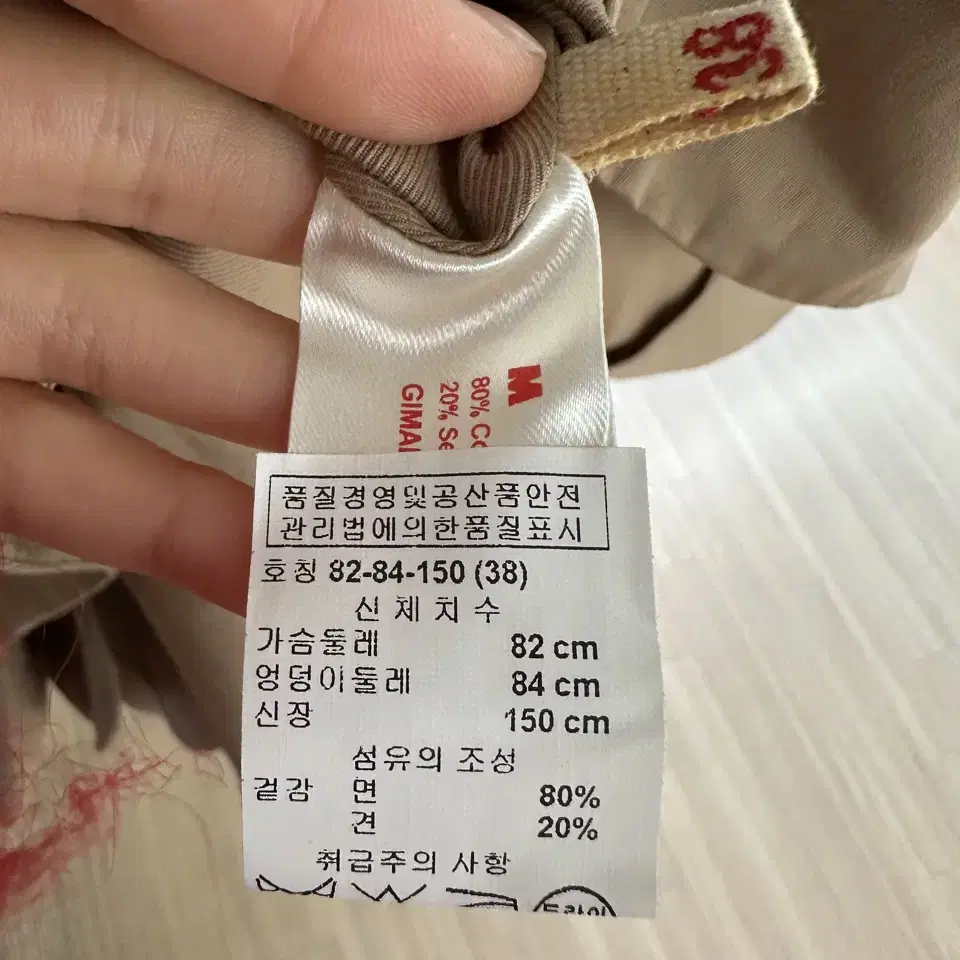 38
M
80%
20%
품질경영및공산품안전
관리법에의한품질표시
호칭 82-84-150 (38)
신체치수
가슴둘레 82 cm
엉덩이둘레 84 cm
신장 150 cm
섬유의 조성
겉감 면 80%
견 20%
취급주의 사항
드라이